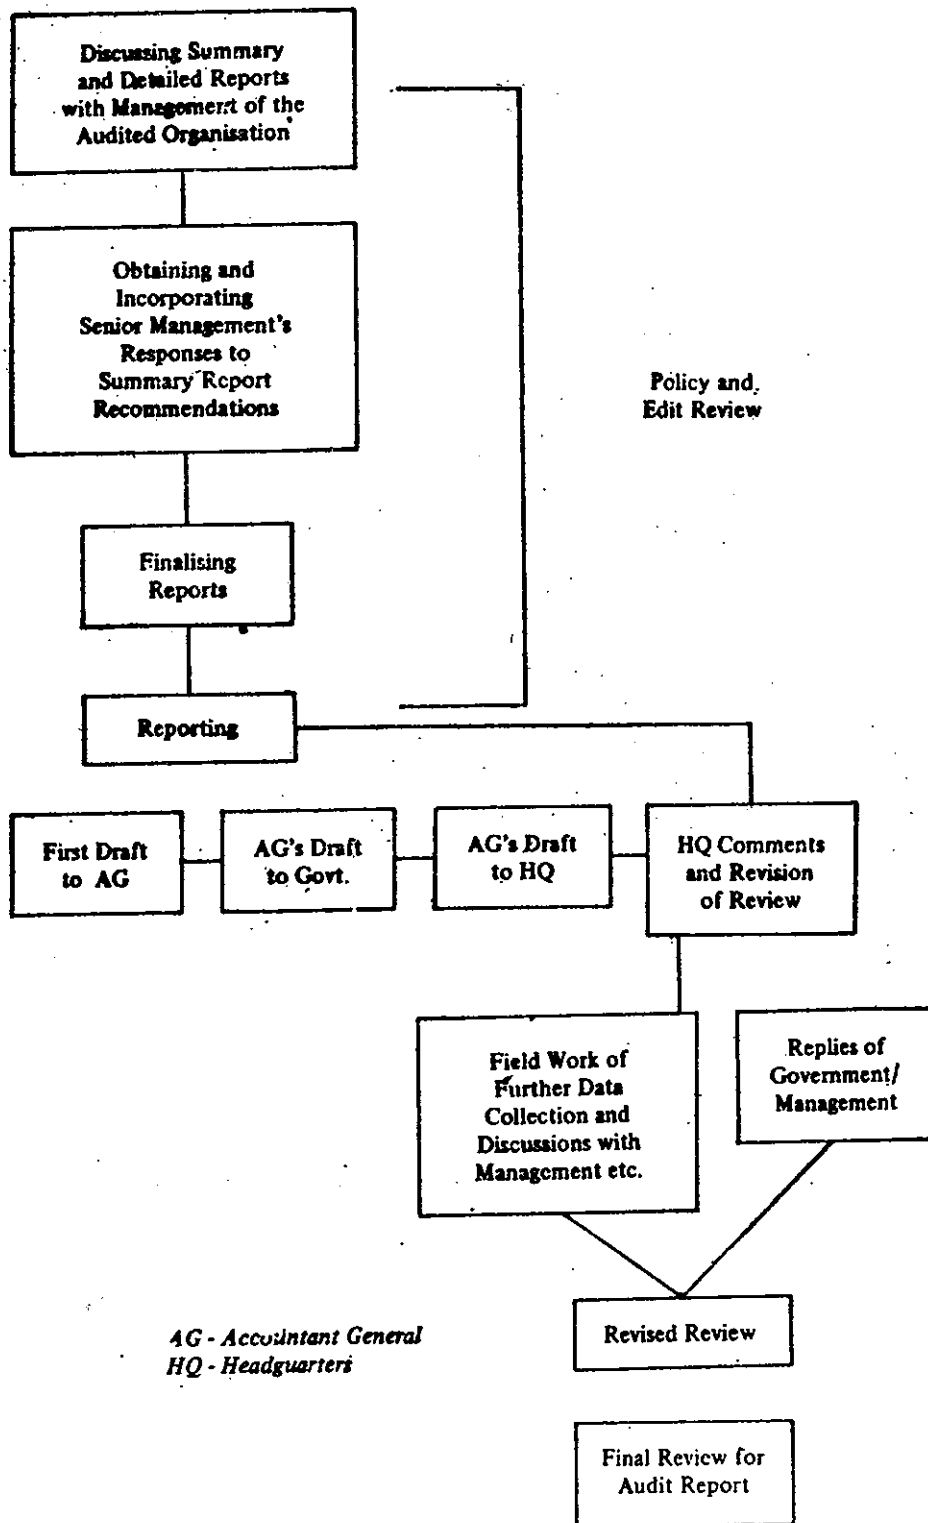 Discussing Summary
and Detailed Reports
with Management of the
Audited Organisation
Obtaining and
Incorporating
Senior Management's
Responses to
Summary Report
Recommendations
Policy and
Edit Review
Finalising
Reports
Reporting
First Draft
to AG
AG's Draft
to Govt.
AG's Draft
to HQ
HQ Comments
and Revision
of Review
Field Work of
Further Data
Collection and
Discussions with
Management etc.
Replies of
Government/
Management
Revised Review
AG - Accountant General
HQ - Headguarters
Final Review for
Audit Report